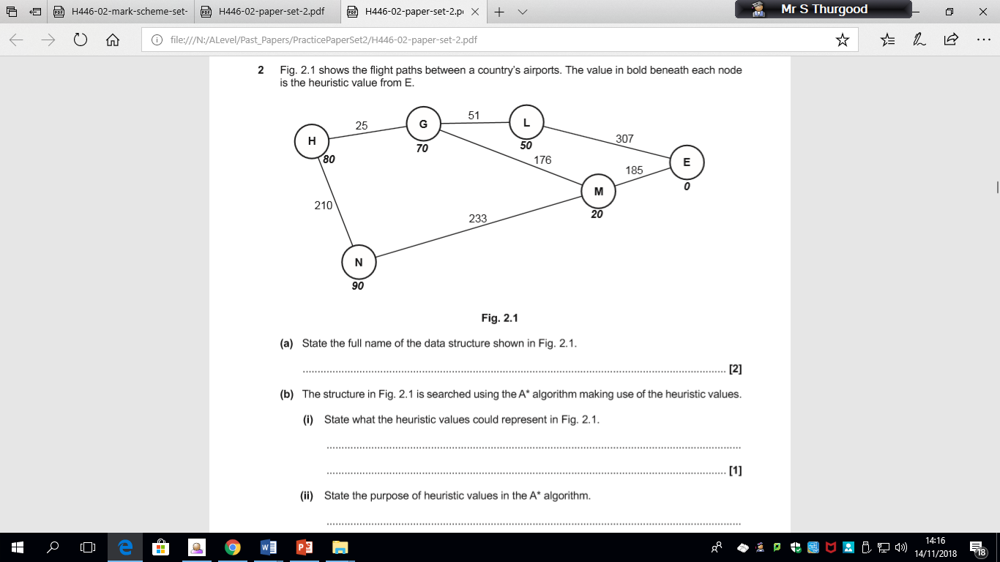 H446-02-mark-scheme-set-
H446-02-paper-set-2.pdf
H446-02-paper-set-2.p
Mr S Thurgood
file:///N:/ALevel/Past_Papers/PracticePaperSet2/H446-02-paper-set-2.pdf
2 Fig. 2.1 shows the flight paths between a country's airports. The value in bold beneath each node
is the heuristic value from E.
H
80
25
G
70
51
L
50
307
176
E
0
185
M
20
210
233
N
90
Fig. 2.1
(a) State the full name of the data structure shown in Fig. 2.1.
[2]
(b) The structure in Fig. 2.1 is searched using the A* algorithm making use of the heuristic values.
(i) State what the heuristic values could represent in Fig. 2.1.
[1]
(ii) State the purpose of heuristic values in the A* algorithm.
14:16
14/11/2018
18